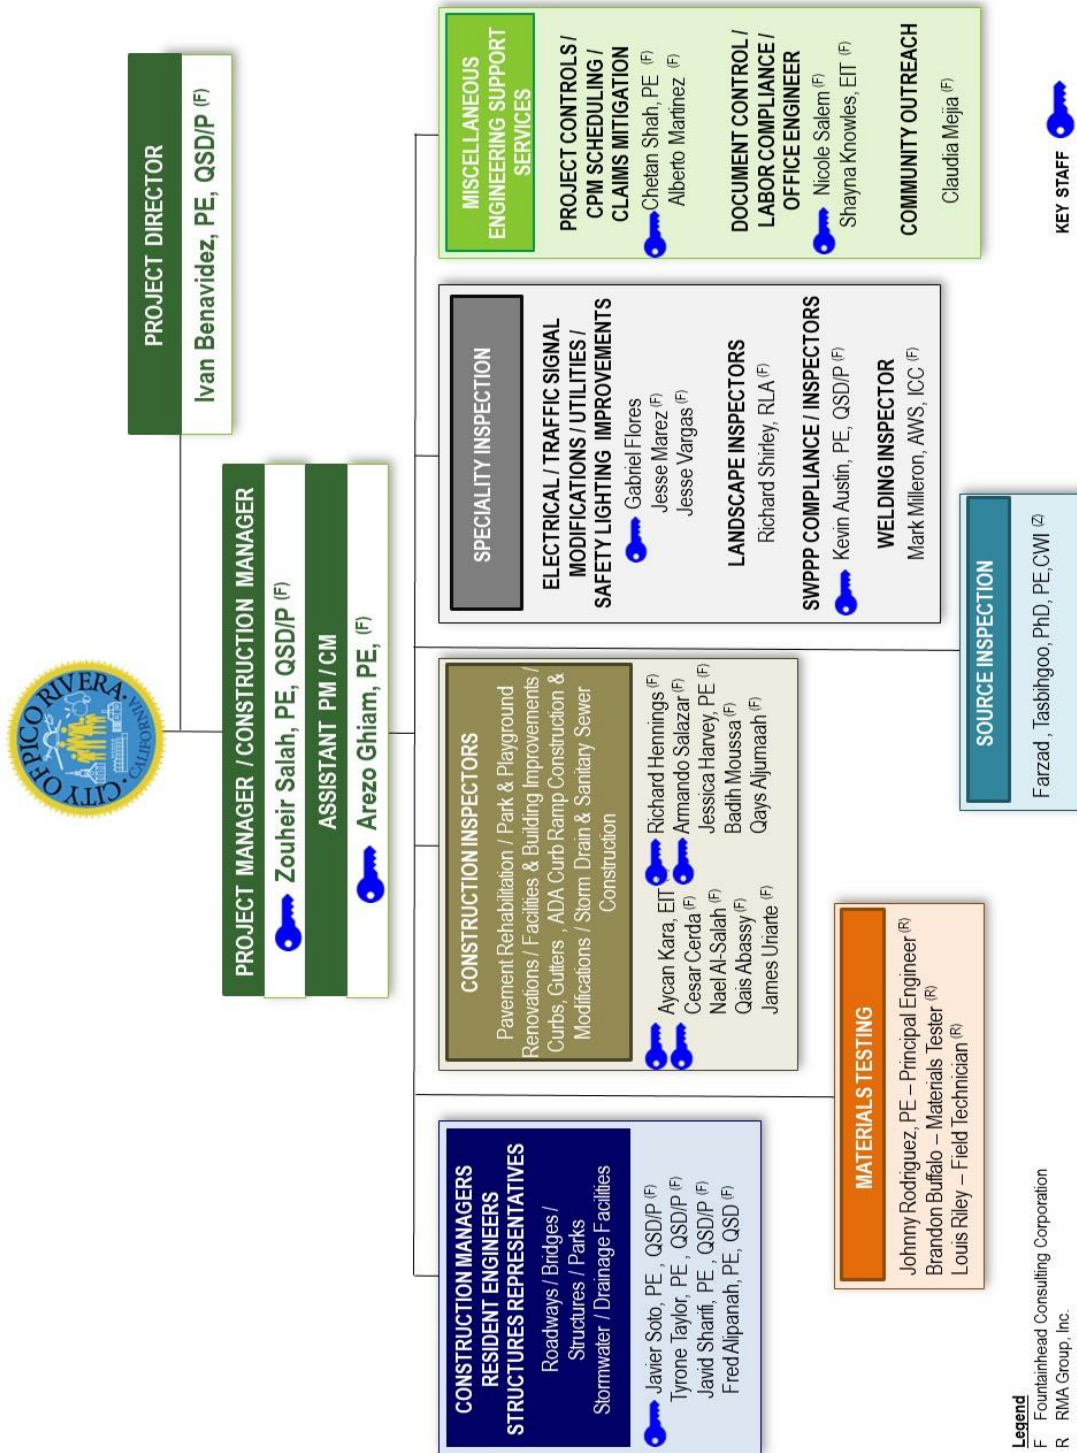 CITY OF PICO RIVERA
CALIFORNIA
PROJECT DIRECTOR
Ivan Benavidez, PE, QSD/P (F)
PROJECT MANAGER / CONSTRUCTION MANAGER
Zouheir Salah, PE, QSD/P (F)
ASSISTANT PM / CM
Arezo Ghiam, PE, (F)
CONSTRUCTION MANAGERS
RESIDENT ENGINEERS
STRUCTURES REPRESENTATIVES
Roadways / Bridges /
Structures / Parks
Stormwater / Drainage Facilities
Javier Soto, PE , QSD/P (F)
Tyrone Taylor, PE , QSD/P (F)
Javid Sharifi, PE , QSD/P (F)
Fred Alipanah, PE, QSD (F)
CONSTRUCTION INSPECTORS
Pavement Rehabilitation / Park & Playground
Renovations / Facilities & Building Improvements /
Curbs, Gutters , ADA Curb Ramp Construction &
Modifications / Storm Drain & Sanitary Sewer
Construction
Aycan Kara, EIT
Cesar Cerda (F)
Nael Al-Salah (F)
Qais Abassy (F)
James Uriarte (F)
Richard Hennings (F)
Armando Salazar (F)
Jessica Harvey, PE (F)
Badih Moussa (F)
Qays Aljumaah (F)
SPECIALITY INSPECTION
ELECTRICAL / TRAFFIC SIGNAL
MODIFICATIONS / UTILITIES /
SAFETY LIGHTING IMPROVEMENTS
Gabriel Flores
Jesse Marez (F)
Jesse Vargas (F)
LANDSCAPE INSPECTORS
Richard Shirley, RLA (F)
SWPPP COMPLIANCE / INSPECTORS
Kevin Austin, PE, QSD/P (F)
WELDING INSPECTOR
Mark Milleron, AWS, ICC (F)
MISCELLANEOUS
ENGINEERING SUPPORT
SERVICES
PROJECT CONTROLS /
CPM SCHEDULING /
CLAIMS MITIGATION
Chetan Shah, PE (F)
Alberto Martinez (F)
DOCUMENT CONTROL /
LABOR COMPLIANCE /
OFFICE ENGINEER
Nicole Salem (F)
Shayna Knowles, EIT (F)
COMMUNITY OUTREACH
Claudia Mejia (F)
MATERIALS TESTING
Johnny Rodriguez, PE – Principal Engineer (R)
Brandon Buffalo – Materials Tester (R)
Louis Riley – Field Technician (R)
SOURCE INSPECTION
Farzad , Tasbihgoo, PhD, PE,CWI (Z)
KEY STAFF
Legend
F Fountainhead Consulting Corporation
R RMA Group, Inc.